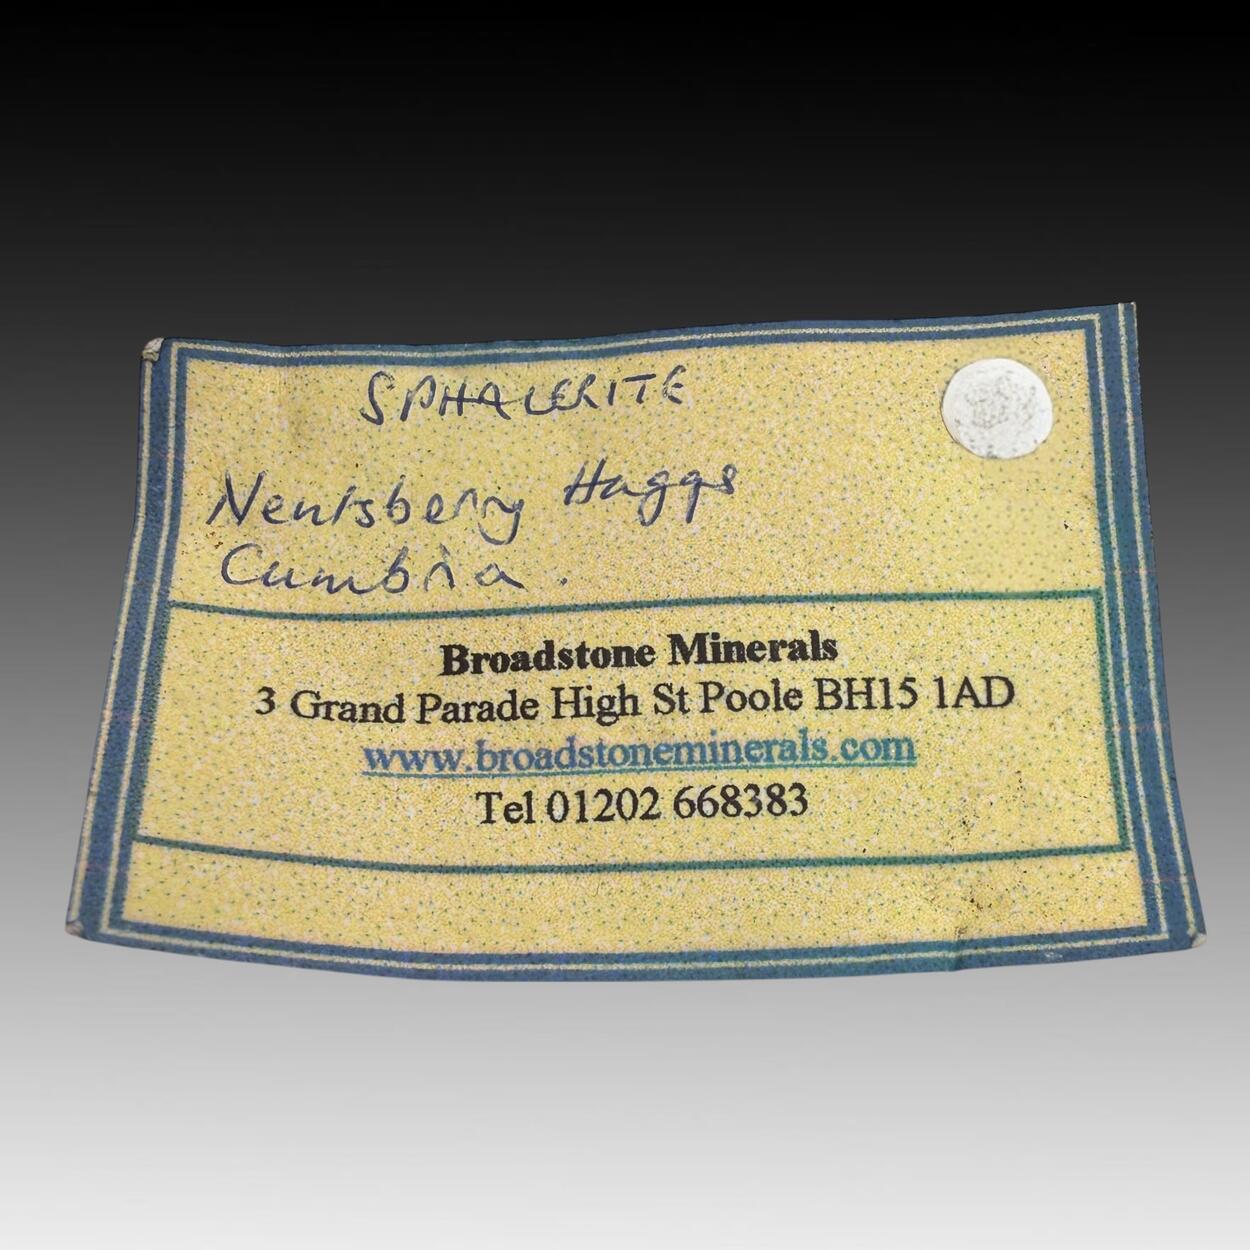 SPHALERITE
Nentsberry Haggs
Cumbria.
Broadstone Minerals
3 Grand Parade High St Poole BH15 1AD
www.broadstoneminerals.com
Tel 01202 668383